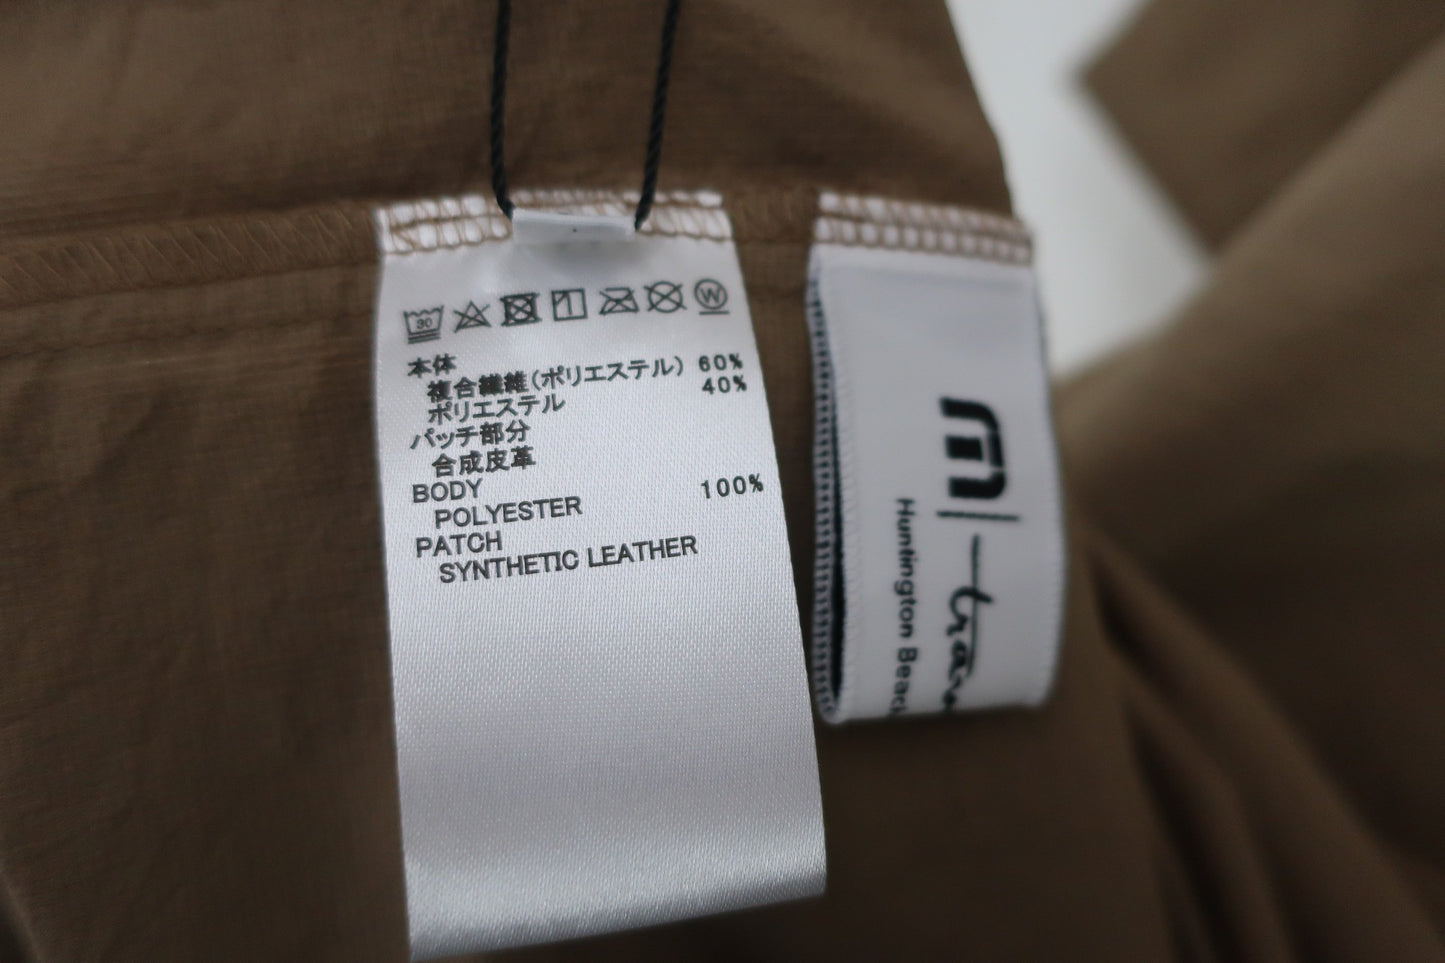 30
W
本体
複合繊維(ポリエステル) 60%
ポリエステル 40%
パッチ部分
合成皮革
BODY
POLYESTER 100%
PATCH
SYNTHETIC LEATHER
Huntington Beach